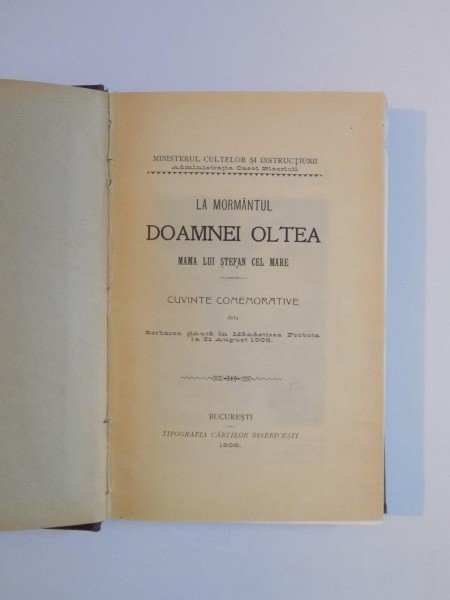 MINISTERUL CULTELOR ȘI INSTRUCȚIUNII
Administrația Casei Bisericii
LA MORMÂNTUL
DOAMNEI OLTEA
MAMA LUI ȘTEFAN CEL MARE
CUVINTE COMEMORATIVE
dela
Serbarea ținută în Mănăstirea Probota
la 31 August 1908.
BUCUREȘTI
TIPOGRAFIA CĂRȚILOR BISERICEȘTI
1908.